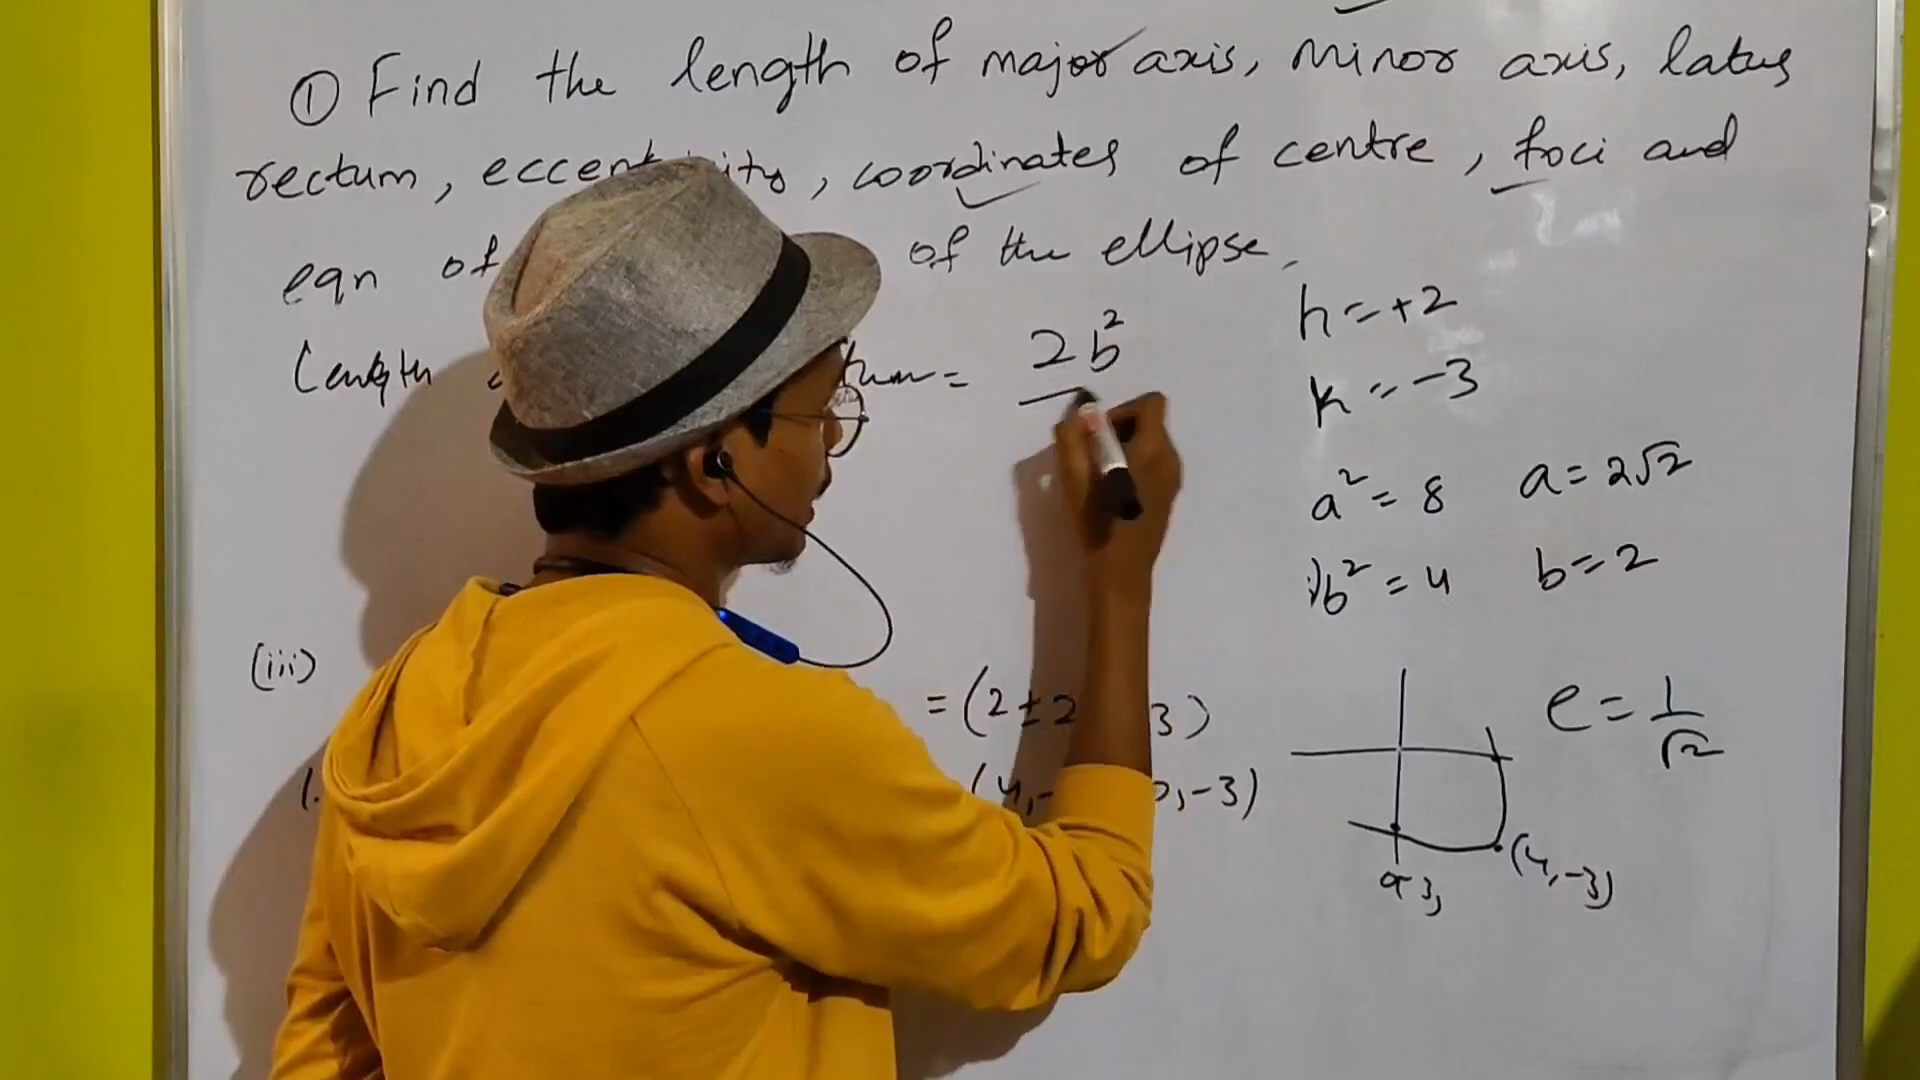 ① Find the length of major axis, minor axis, latus
rectum, eccentricity, coordinates of centre, foci and
eqn of of the ellipse.
Length = 2b²
h = +2
k = -3
a² = 8 a = 2√2
b² = 4 b = 2
(iii) = (2 ± 2 3)
(4, - , -3)
e = 1/√2
(4, -3)